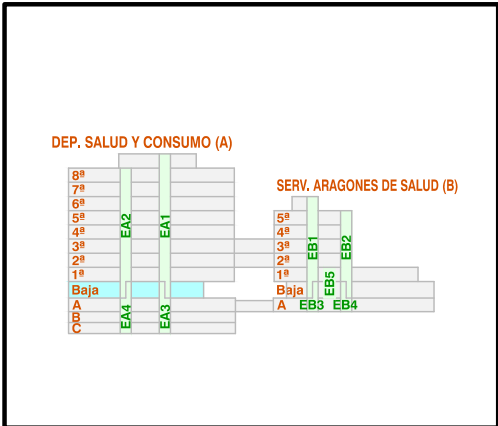 DEP. SALUD Y CONSUMO (A)
8ª
7ª
6ª
5ª
4ª
3ª
2ª
1ª
Baja
A
B
C
EA2
EA1
EA4
EA3
SERV. ARAGONES DE SALUD (B)
5ª
4ª
3ª
2ª
1ª
Baja
A
EB1
EB2
EB5
EB3
EB4